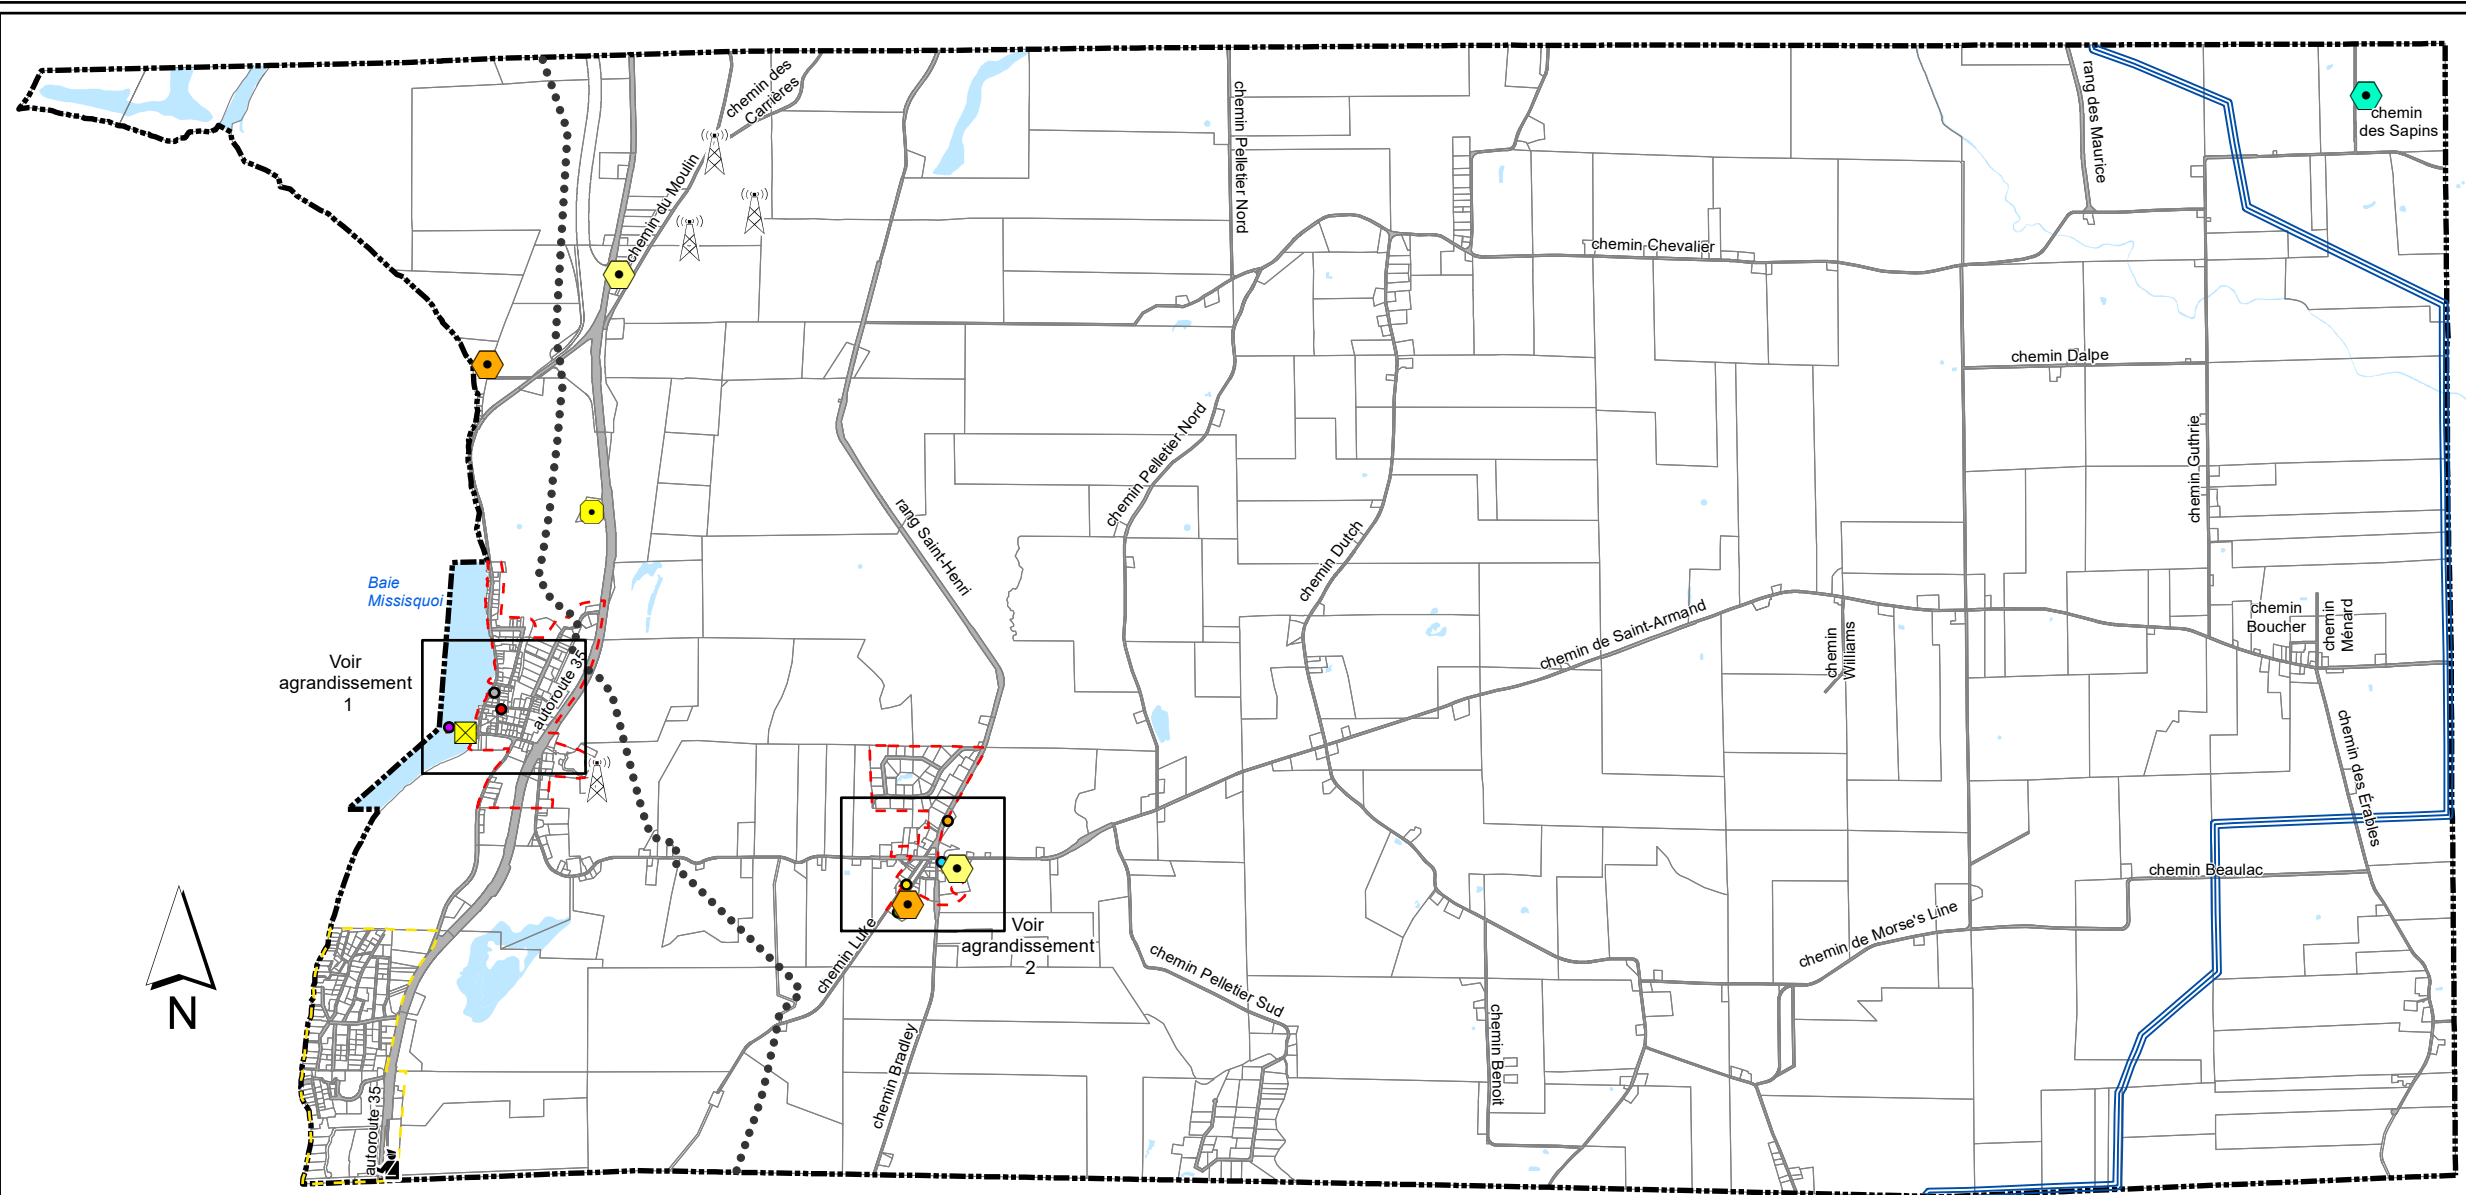 chemin des
Carrières
chemin Pelletier Nord
rang des Maurice
chemin
des Sapins
chemin du Moulin
chemin Chevalier
chemin Dalpe
chemin Pelletier Nord
chemin Guthrie
rang Saint-Henri
chemin Dutch
Baie
Missisquoi
chemin de Saint-Armand
chemin
Williams
chemin
Boucher
chemin
Ménard
Voir
agrandissement
1
autoroute 35
chemin des Érables
chemin Beaulac
chemin de Morse's Line
Voir
agrandissement
2
chemin Luke
chemin Pelletier Sud
N
chemin Bradley
chemin Benoit
autoroute 35